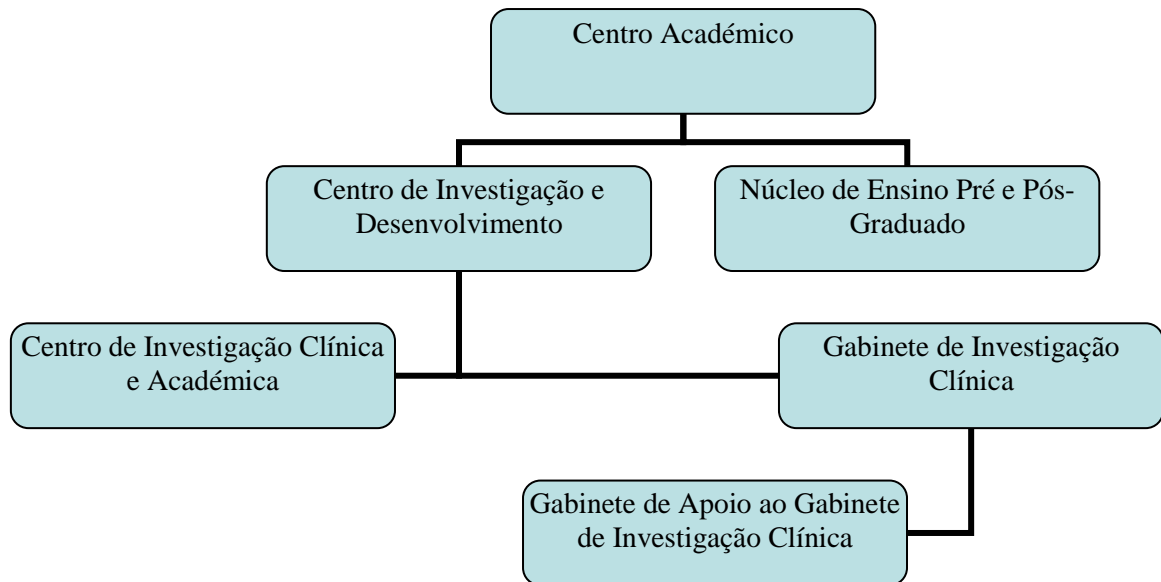 Centro Académico
Centro de Investigação e
Desenvolvimento
Núcleo de Ensino Pré e Pós-
Graduado
Centro de Investigação Clínica
e Académica
Gabinete de Investigação
Clínica
Gabinete de Apoio ao Gabinete
de Investigação Clínica